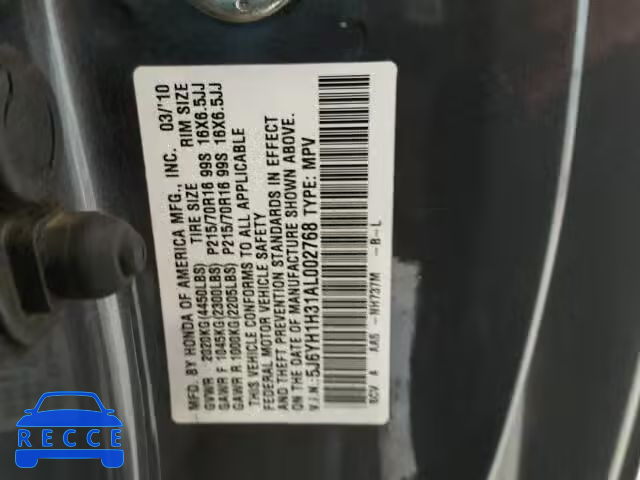 MFD. BY HONDA OF AMERICA MFG., INC. 03/'10
TIRE SIZE RIM SIZE
GVWR 2020KG(4450LBS)
GAWR F 1045KG(2300LBS) P215/70R16 99S 16X6.5JJ
GAWR R 1000KG(2205LBS) P215/70R16 99S 16X6.5JJ
THIS VEHICLE CONFORMS TO ALL APPLICABLE
FEDERAL MOTOR VEHICLE SAFETY
AND THEFT PREVENTION STANDARDS IN EFFECT
ON THE DATE OF MANUFACTURE SHOWN ABOVE.
V.I.N: 5J6YH1H31AL002768 TYPE: MPV
SCV A AA6 -NH737M -B-L
RECCE